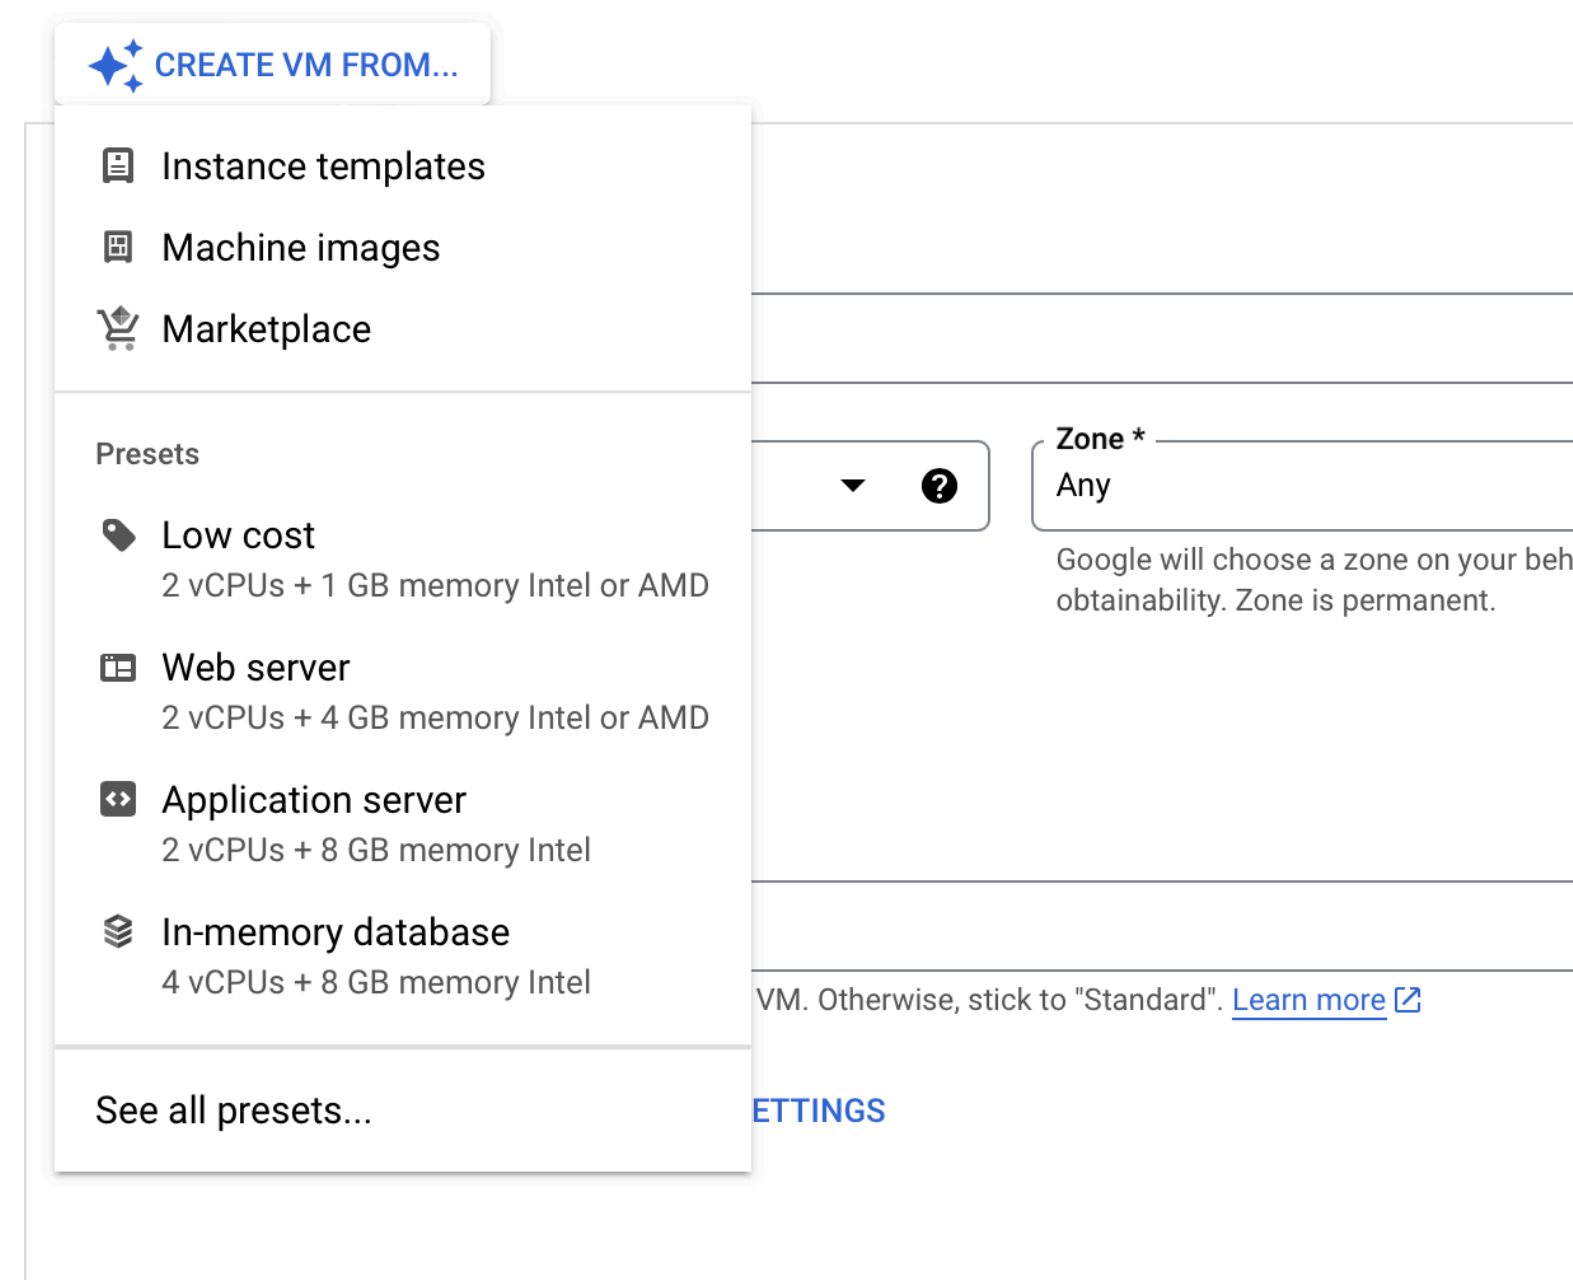 CREATE VM FROM...
Instance templates
Machine images
Marketplace
Presets
Low cost
2 vCPUs + 1 GB memory Intel or AMD
Web server
2 vCPUs + 4 GB memory Intel or AMD
Application server
2 vCPUs + 8 GB memory Intel
In-memory database
4 vCPUs + 8 GB memory Intel
See all presets...
Zone *
Any
Google will choose a zone on your beh
obtainability. Zone is permanent.
VM. Otherwise, stick to "Standard". Learn more
ETTINGS